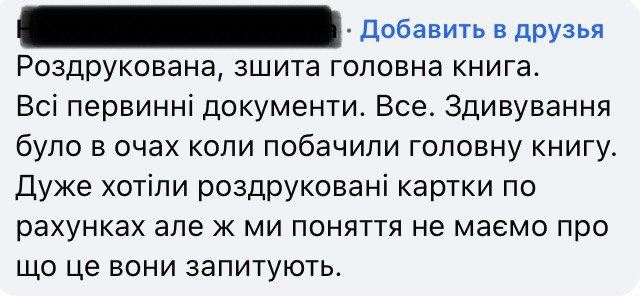 · Добавить в друзья
Роздрукована, зшита головна книга.
Всі первинні документи. Все. Здивування
було в очах коли побачили головну книгу.
Дуже хотіли роздруковані картки по
рахунках але ж ми поняття не маємо про
що це вони запитують.